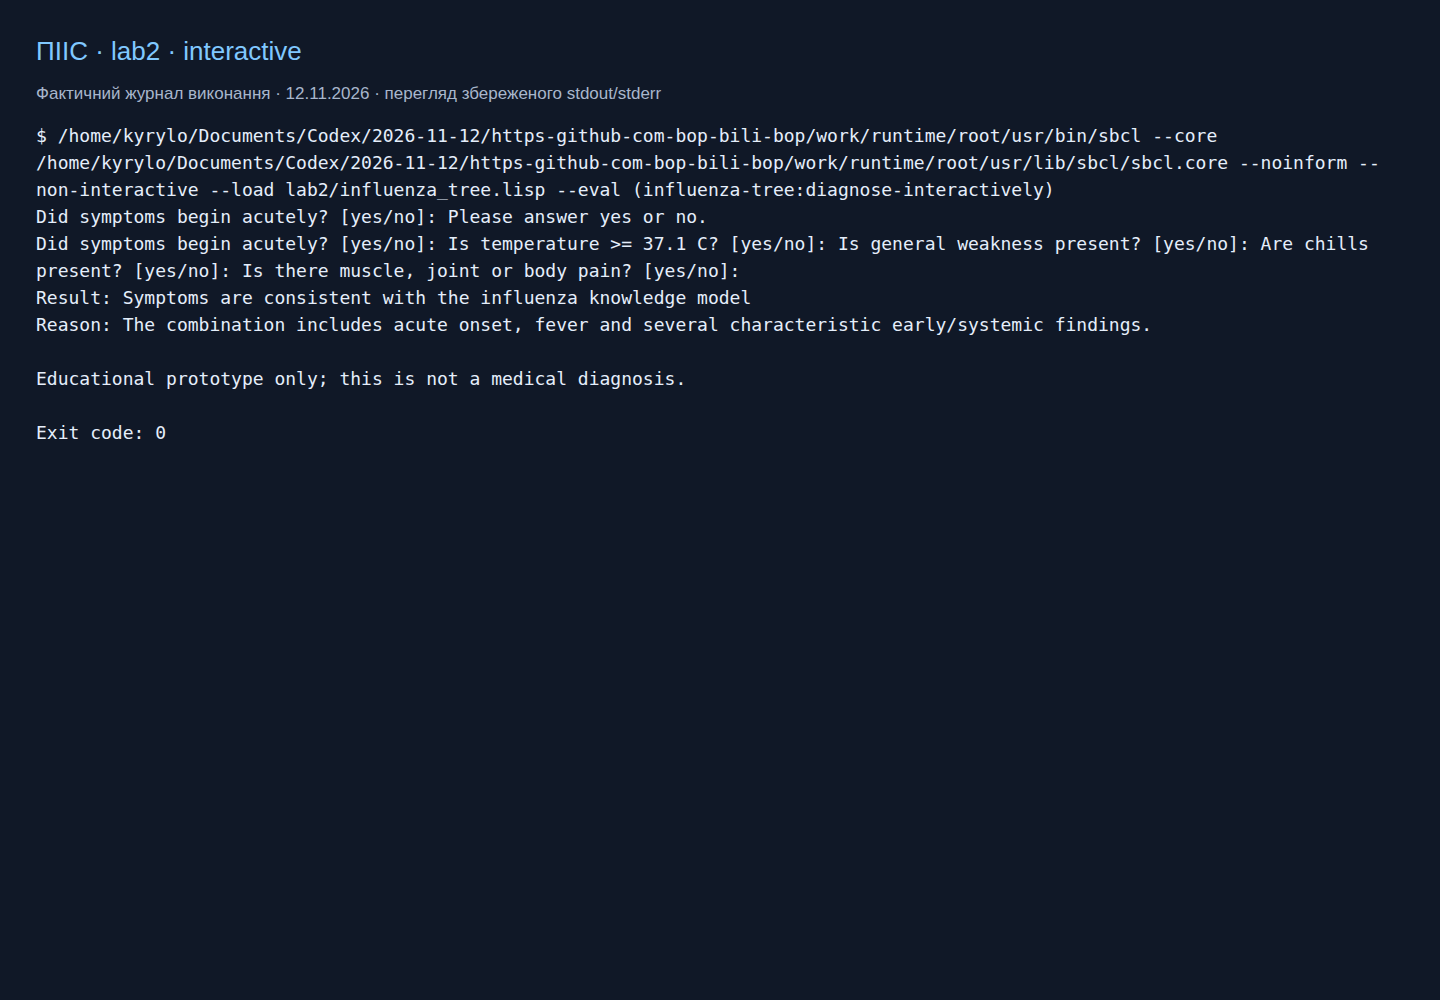 ПІІС · lab2 · interactive
Фактичний журнал виконання · 12.11.2026 · перегляд збереженого stdout/stderr
$ /home/kyrylo/Documents/Codex/2026-11-12/https-github-com-bop-bili-bop/work/runtime/root/usr/bin/sbcl --core
/home/kyrylo/Documents/Codex/2026-11-12/https-github-com-bop-bili-bop/work/runtime/root/usr/lib/sbcl/sbcl.core --noinform --
non-interactive --load lab2/influenza_tree.lisp --eval (influenza-tree:diagnose-interactively)
Did symptoms begin acutely? [yes/no]: Please answer yes or no.
Did symptoms begin acutely? [yes/no]: Is temperature >= 37.1 C? [yes/no]: Is general weakness present? [yes/no]: Are chills
present? [yes/no]: Is there muscle, joint or body pain? [yes/no]:
Result: Symptoms are consistent with the influenza knowledge model
Reason: The combination includes acute onset, fever and several characteristic early/systemic findings.
Educational prototype only; this is not a medical diagnosis.
Exit code: 0